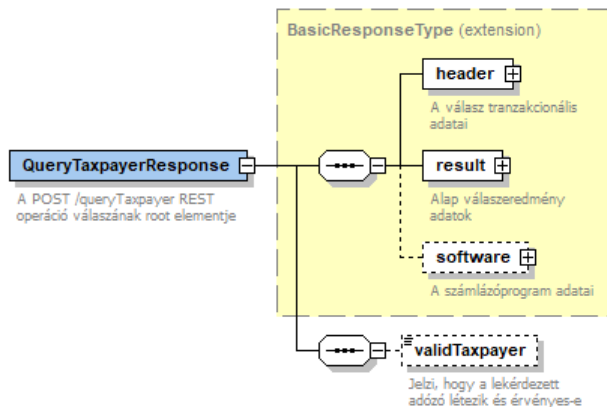 BasicResponseType (extension)
header
A válasz tranzakcionális
adatai
QueryTaxpayerResponse
A POST /queryTaxpayer REST
operáció válaszának root elementje
result
Alap válaszeredmény
adatok
software
A számlázóprogram adatai
validTaxpayer
Jelzi, hogy a lekérdezett
adózó létezik és érvényes-e